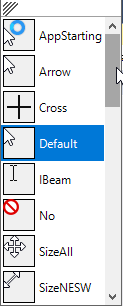 AppStarting
Arrow
Cross
Default
IBeam
No
SizeAll
SizeNESW